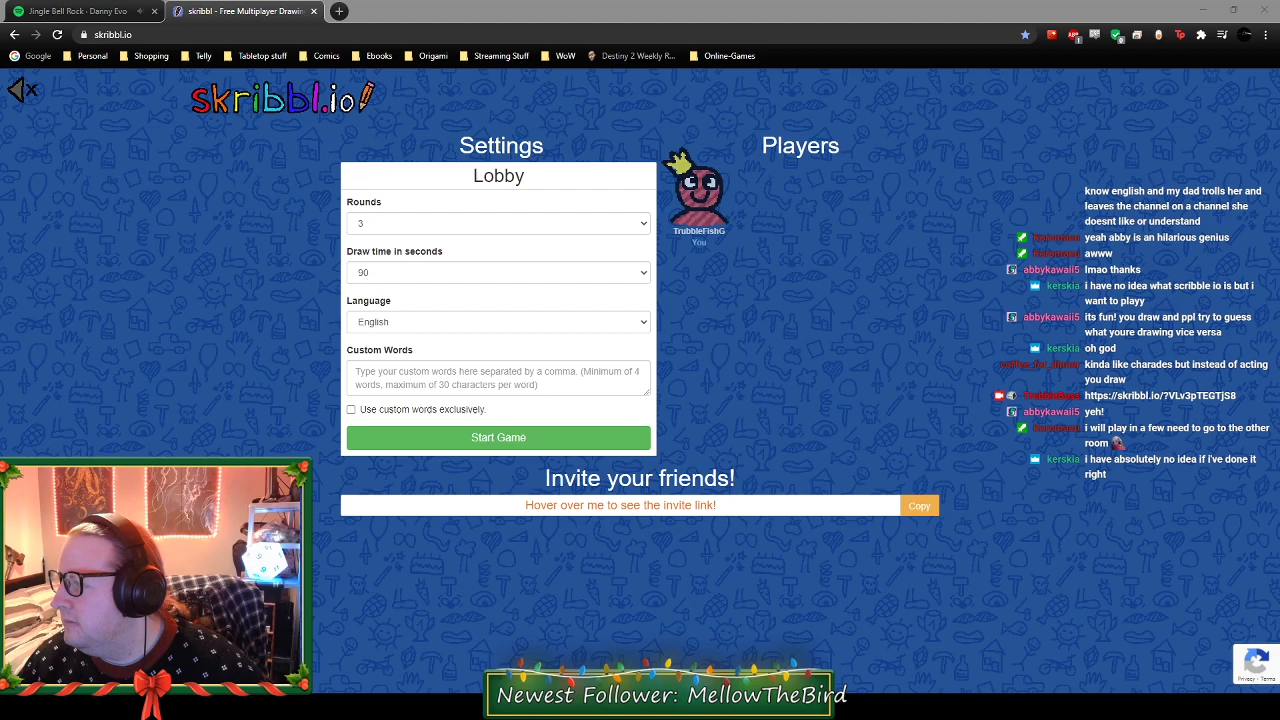 Jingle Bell Rock · Danny Evo
skribbl - Free Multiplayer Drawin
skribbl.io
Google Personal Shopping Telly Tabletop stuff Comics Ebooks Origami Streaming Stuff WoW Destiny 2 Weekly R... Online-Games
skribbl.io
Settings
Players
Lobby
Rounds
3
Draw time in seconds
90
Language
English
Custom Words
Type your custom words here separated by a comma. (Minimum of 4
words, maximum of 30 characters per word)
Use custom words exclusively.
Start Game
TrubbleFishG
You
Invite your friends!
Hover over me to see the invite link!
Copy
know english and my dad trolls her and
leaves the channel on a channel she
doesnt like or understand
yeah abby is an hilarious genius
awww
abbykawaii5 lmao thanks
kerskia i have no idea what scribble io is but i
want to playy
abbykawaii5 its fun! you draw and ppl try to guess
what youre drawing vice versa
kerskia oh god
coffee_for_dinner kinda like charades but instead of acting
you draw
TrubbleBass https://skribbl.io/?VLv3pTEGTjS8
abbykawaii5 yeh!
i will play in a few need to go to the other
room
kerskia i have absolutely no idea if i've done it
right
Newest Follower: MellowTheBird
Privacy - Terms